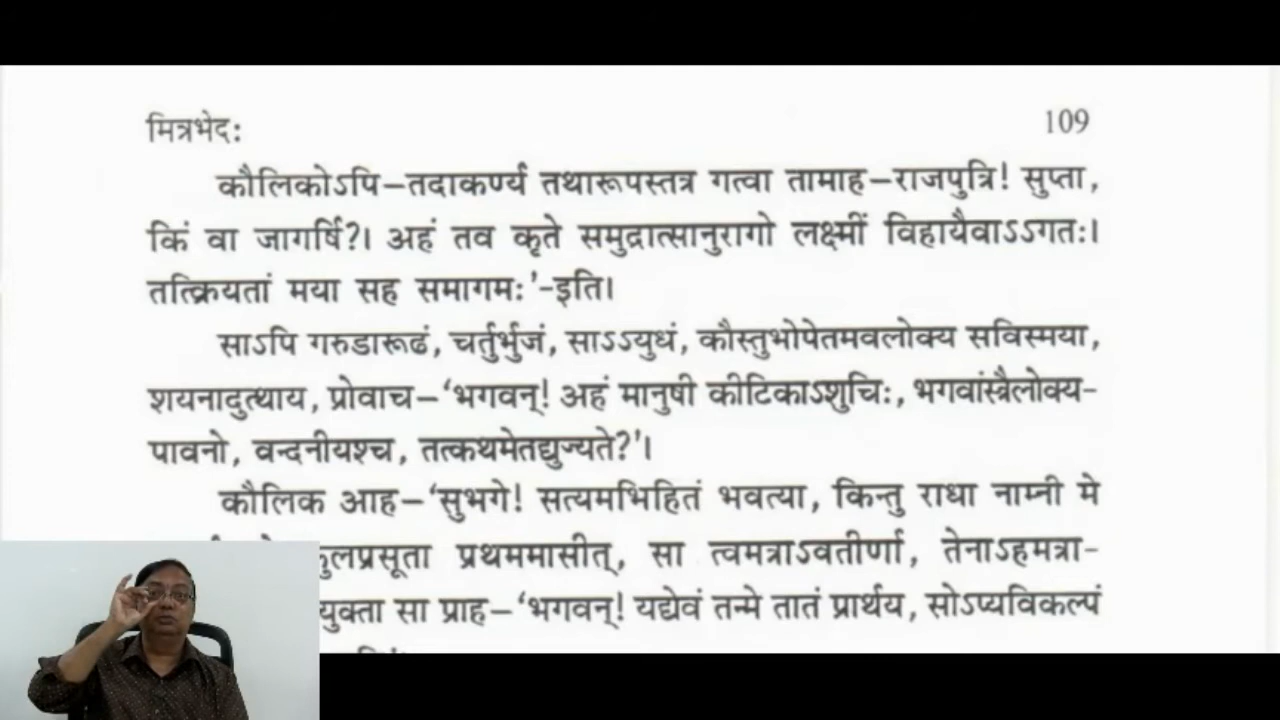 मित्रभेदः
109
कौलिकोऽपि–तदाकर्ण्य तथारूपस्तत्र गत्वा तामाह–राजपुत्रि! सुप्ता,
किं वा जागर्षि?। अहं तव कृते समुद्रात्सानुरागो लक्ष्मीं विहायैवाऽऽगतः।
तत्क्रियतां मया सह समागमः'-इति।
साऽपि गरुडारूढं, चर्तुर्भुजं, साऽऽयुधं, कौस्तुभोपेतमवलोक्य सविस्मया,
शयनादुत्थाय, प्रोवाच–'भगवन्! अहं मानुषी कीटिकाऽशुचिः, भगवांस्त्रैलोक्य-
पावनो, वन्दनीयश्च, तत्कथमेतद्युज्यते?'।
कौलिक आह–'सुभगे! सत्यमभिहितं भवत्या, किन्तु राधा नाम्नी मे
प्रथममासीत्, सा त्वमत्राऽवतीर्णा, तेनाऽहमत्रा-
सा प्राह–'भगवन्! यद्येवं तन्मे तातं प्रार्थय, सोऽप्यविकल्पं